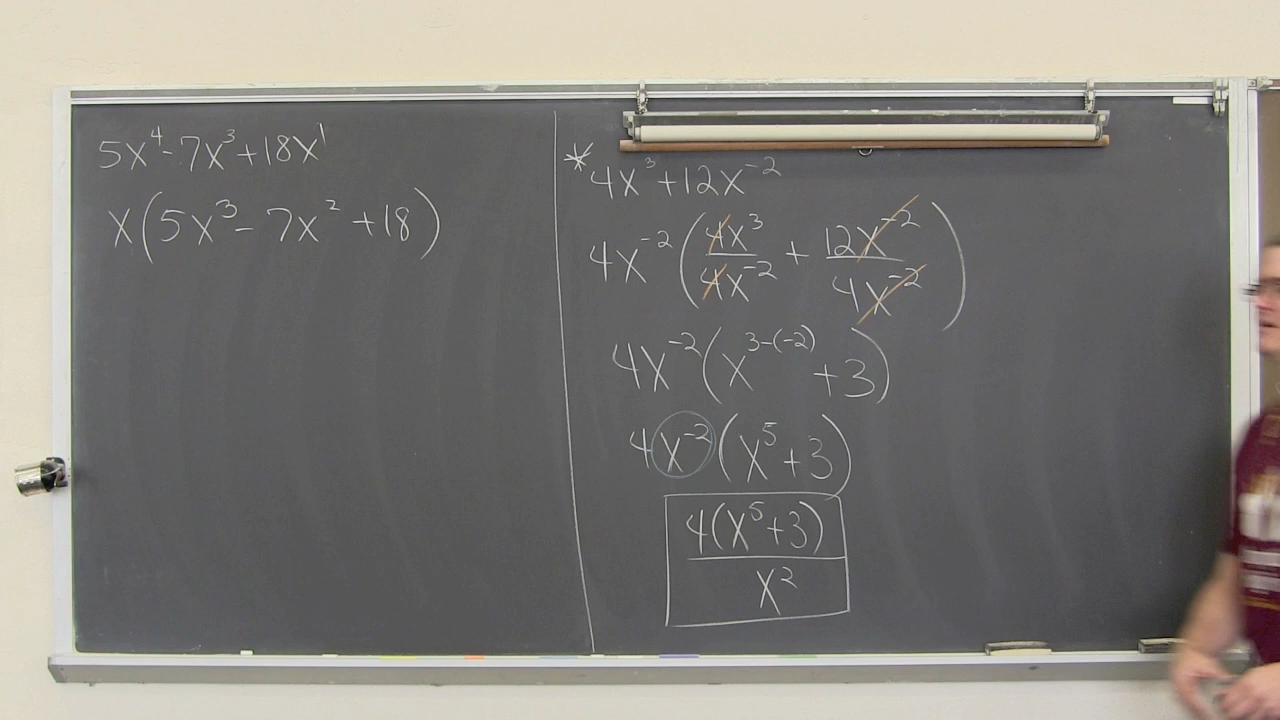 5x⁴-7x³+18x¹
x(5x³-7x²+18)
*4x³+12x⁻²
4x⁻²(4x³/4x⁻² + 12x⁻²/4x⁻²)
4x⁻²(x³⁻⁽⁻²⁾+3)
4x⁻²(x⁵+3)
4(x⁵+3)
x²